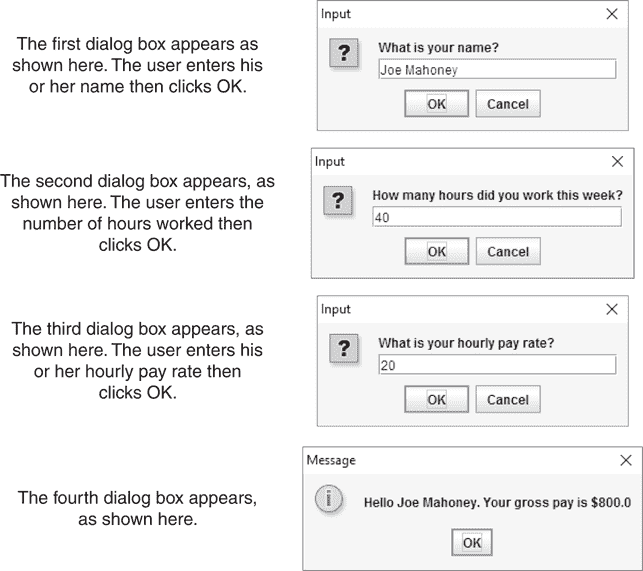 The first dialog box appears as
shown here. The user enters his
or her name then clicks OK.
Input
What is your name?
Joe Mahoney
OK Cancel
The second dialog box appears, as
shown here. The user enters the
number of hours worked then
clicks OK.
Input
How many hours did you work this week?
40
OK Cancel
The third dialog box appears, as
shown here. The user enters his
or her hourly pay rate then
clicks OK.
Input
What is your hourly pay rate?
20
OK Cancel
The fourth dialog box appears,
as shown here.
Message
Hello Joe Mahoney. Your gross pay is $800.0
OK